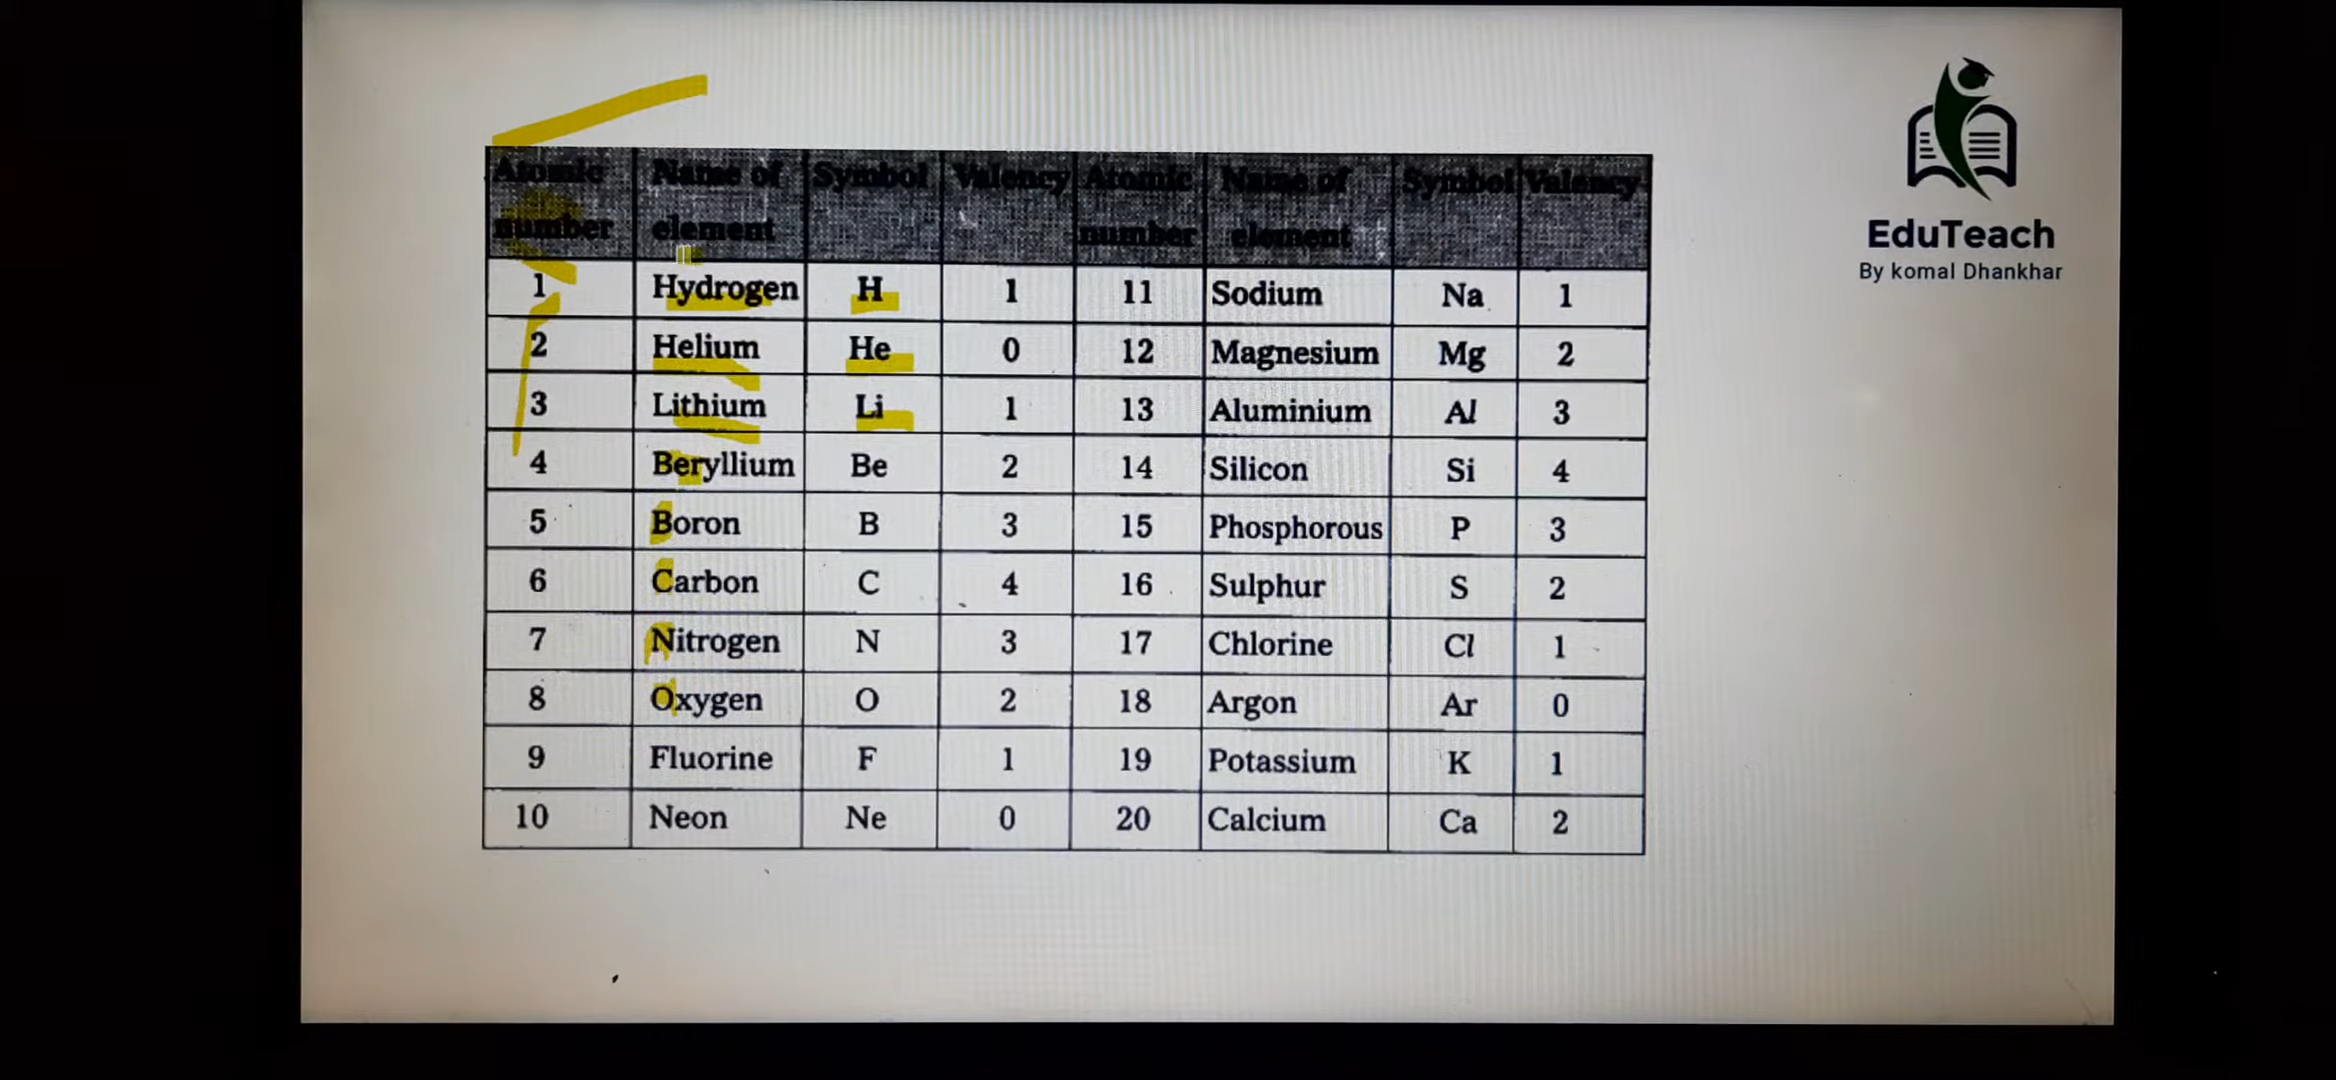 Atomic number Name of element Symbol Valency Atomic number Name of element Symbol Valency
1 Hydrogen H 1 11 Sodium Na 1
2 Helium He 0 12 Magnesium Mg 2
3 Lithium Li 1 13 Aluminium Al 3
4 Beryllium Be 2 14 Silicon Si 4
5 Boron B 3 15 Phosphorous P 3
6 Carbon C 4 16 Sulphur S 2
7 Nitrogen N 3 17 Chlorine Cl 1
8 Oxygen O 2 18 Argon Ar 0
9 Fluorine F 1 19 Potassium K 1
10 Neon Ne 0 20 Calcium Ca 2
EduTeach
By komal Dhankhar